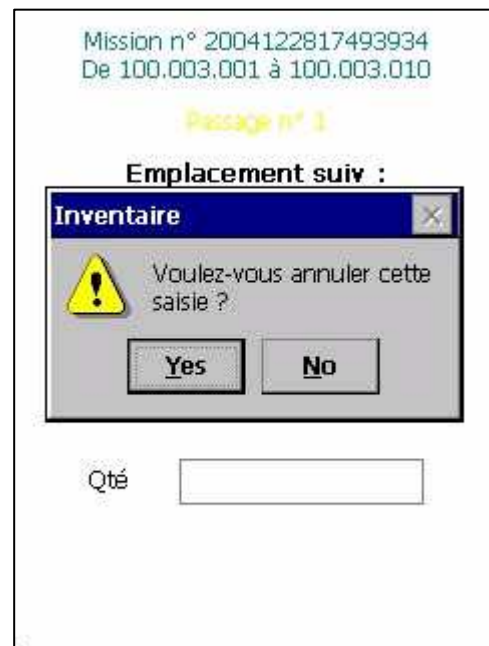 Mission n° 2004122817493934
De 100.003.001 à 100.003.010
Passage n° 1
Emplacement suiv :
Inventaire
Voulez-vous annuler cette
saisie ?
Yes No
Qté